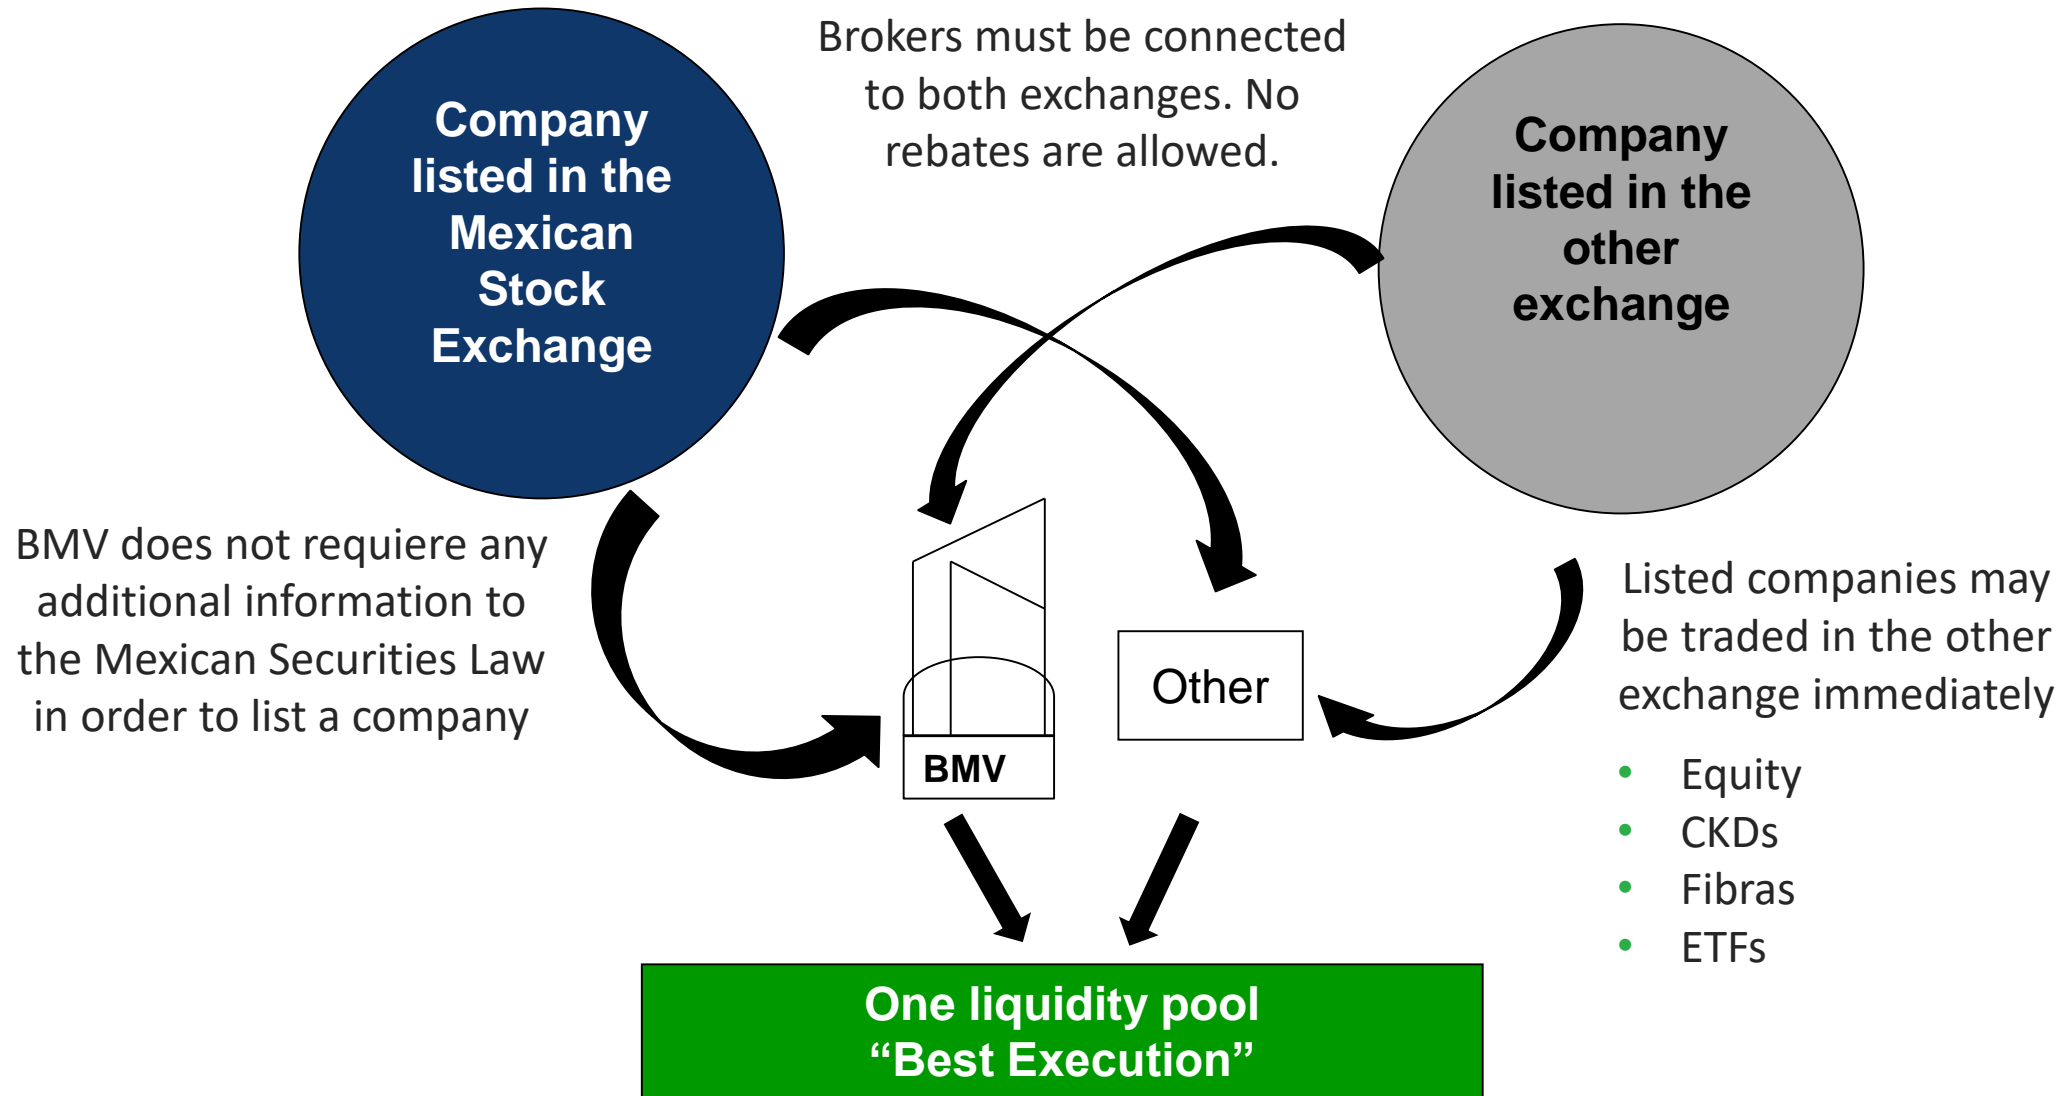 Brokers must be connected
to both exchanges. No
rebates are allowed.
Company
listed in the
Mexican
Stock
Exchange
Company
listed in the
other
exchange
BMV does not requiere any
additional information to
the Mexican Securities Law
in order to list a company
Other
BMV
Listed companies may
be traded in the other
exchange immediately
• Equity
• CKDs
• Fibras
• ETFs
One liquidity pool
“Best Execution”